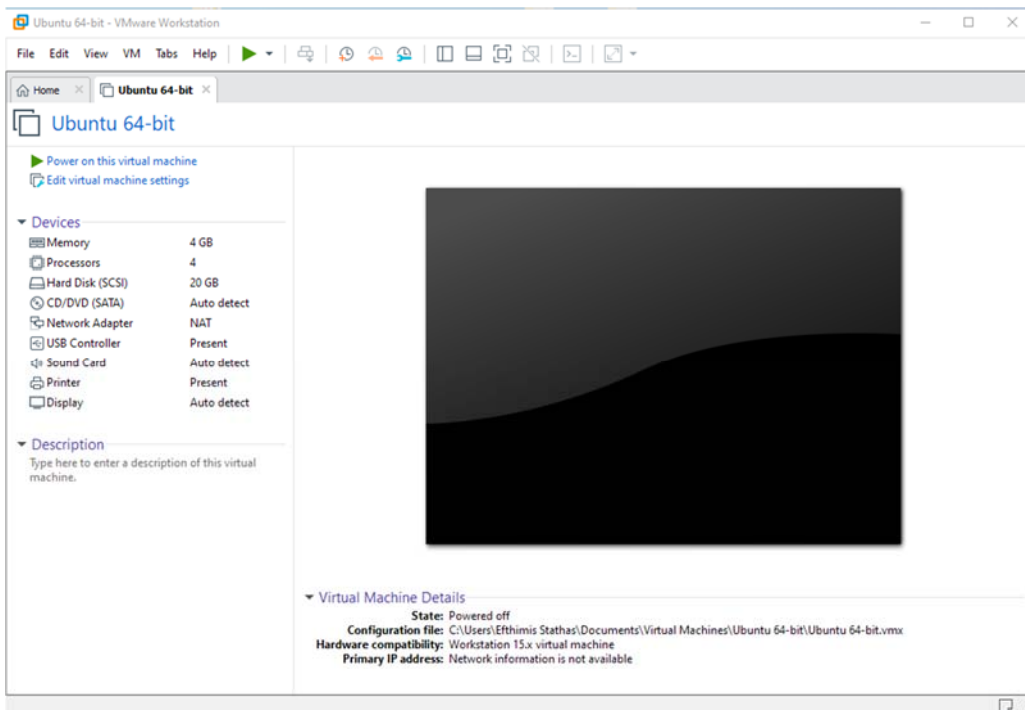 Ubuntu 64-bit - VMware Workstation
File Edit View VM Tabs Help
Home Ubuntu 64-bit
Ubuntu 64-bit
Power on this virtual machine
Edit virtual machine settings
Devices
Memory 4 GB
Processors 4
Hard Disk (SCSI) 20 GB
CD/DVD (SATA) Auto detect
Network Adapter NAT
USB Controller Present
Sound Card Auto detect
Printer Present
Display Auto detect
Description
Type here to enter a description of this virtual
machine.
Virtual Machine Details
State: Powered off
Configuration file: C:\Users\Efthimis Stathas\Documents\Virtual Machines\Ubuntu 64-bit\Ubuntu 64-bit.vmx
Hardware compatibility: Workstation 15.x virtual machine
Primary IP address: Network information is not available